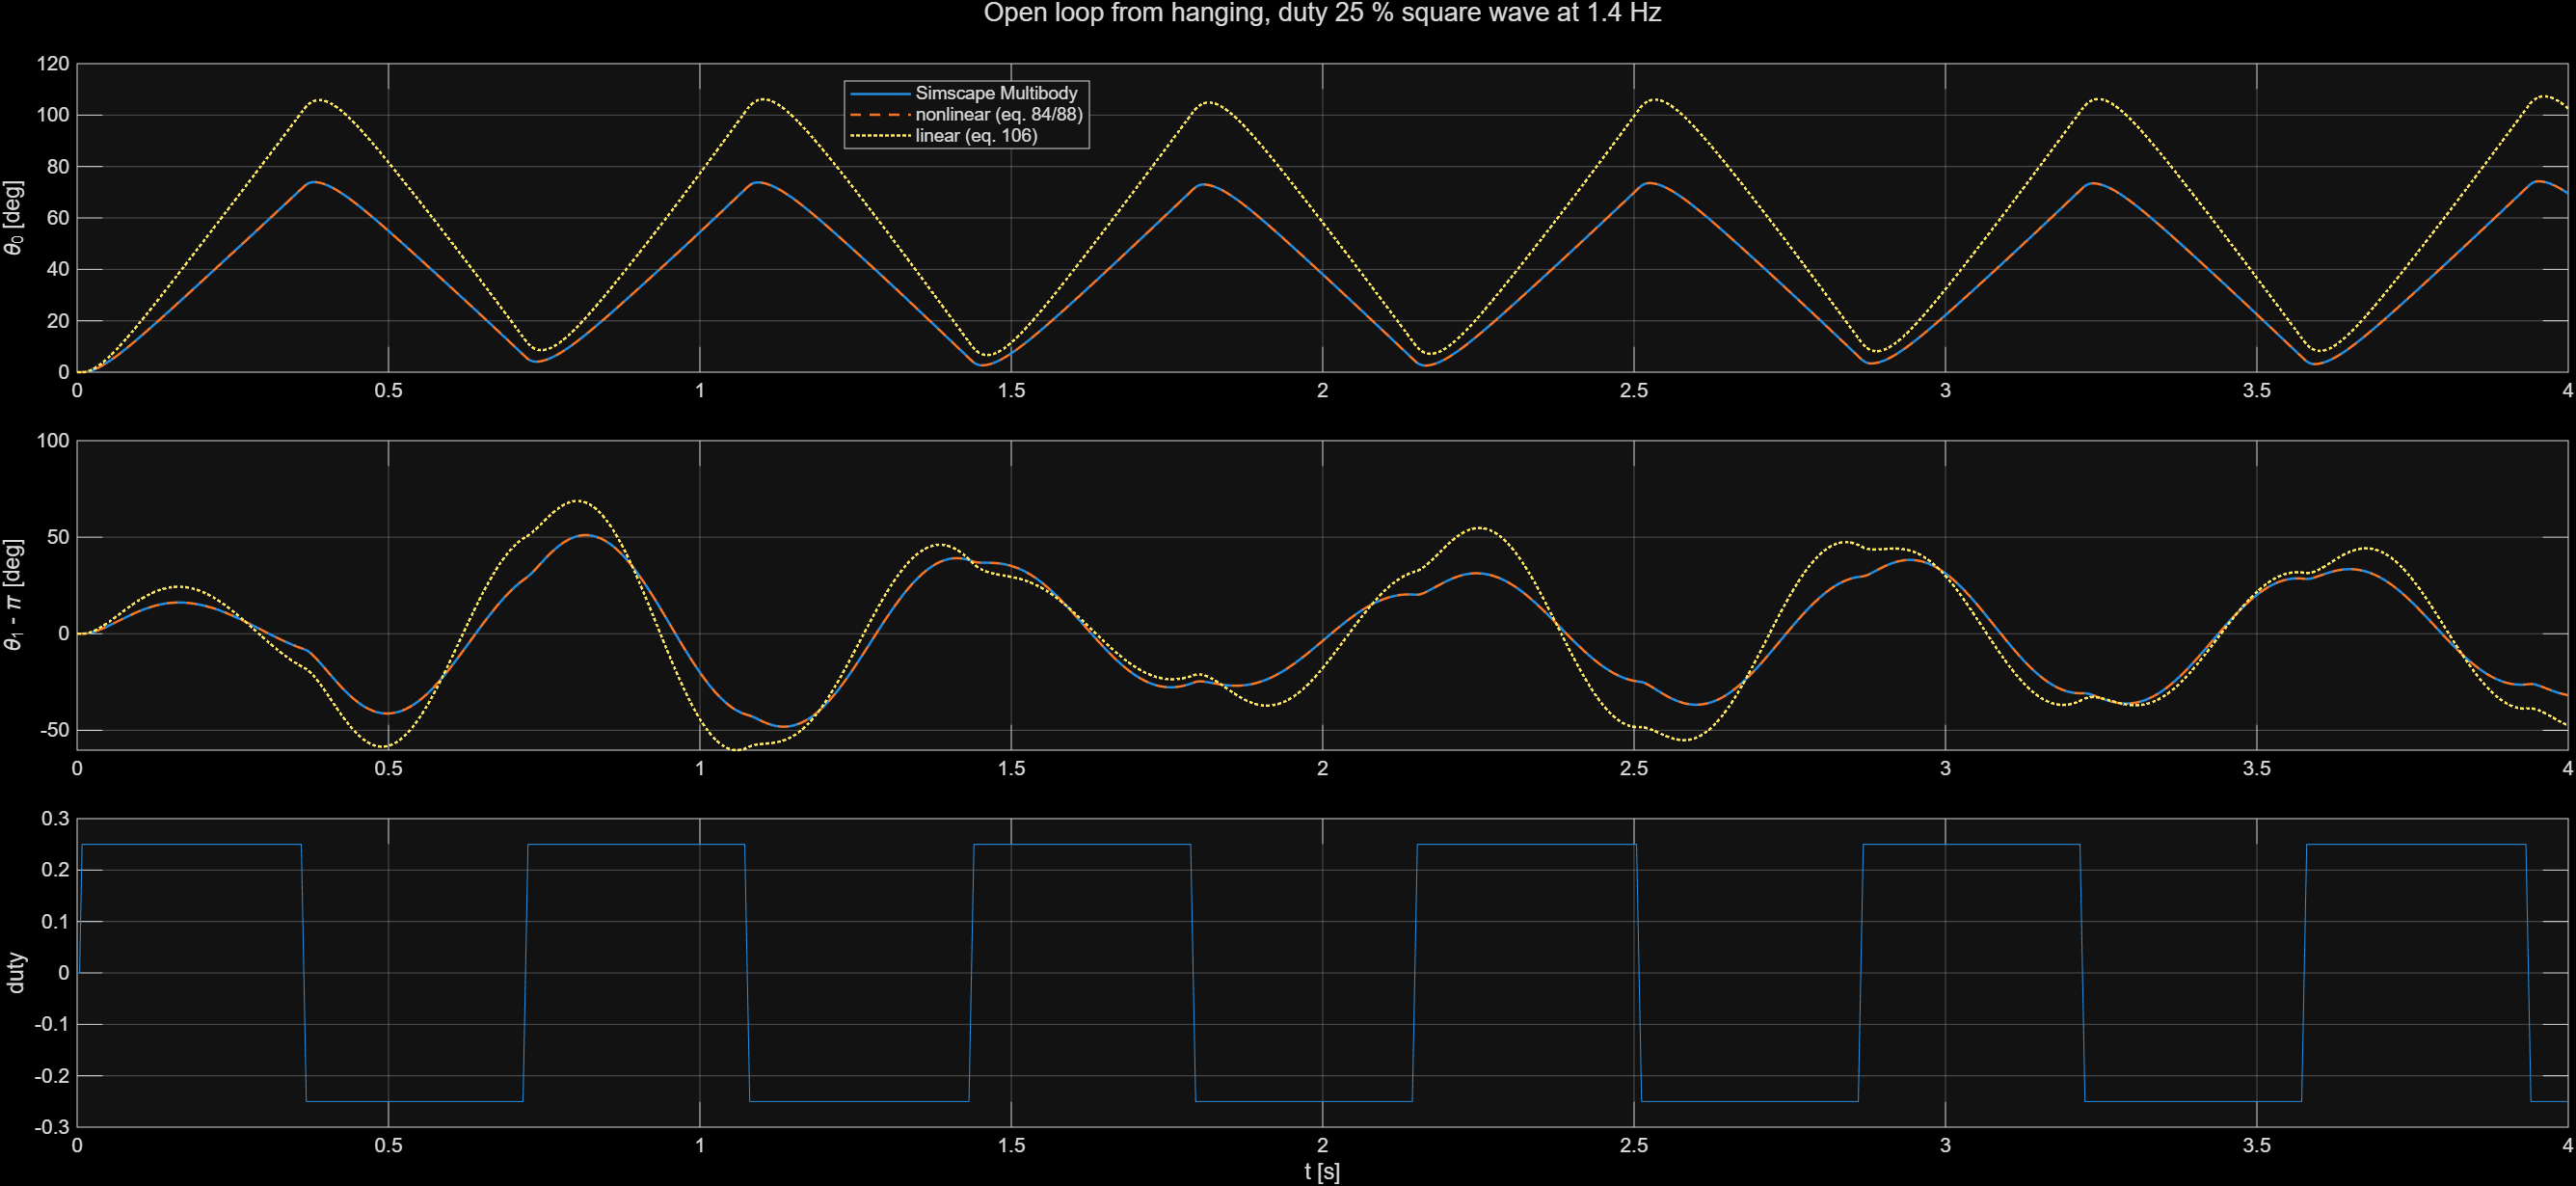 Open loop from hanging, duty 25 % square wave at 1.4 Hz
120
100
80
60
40
20
0
θ₀ [deg]
Simscape Multibody
nonlinear (eq. 84/88)
linear (eq. 106)
0 0.5 1 1.5 2 2.5 3 3.5 4
100
50
0
-50
θ₁ - π [deg]
0 0.5 1 1.5 2 2.5 3 3.5 4
0.3
0.2
0.1
0
-0.1
-0.2
-0.3
duty
0 0.5 1 1.5 2 2.5 3 3.5 4
t [s]